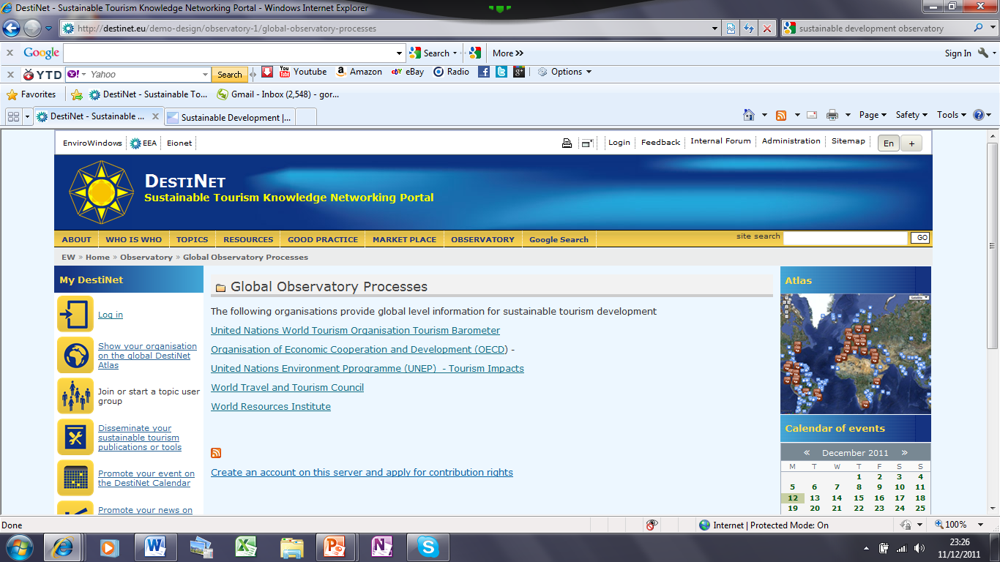 DestiNet - Sustainable Tourism Knowledge Networking Portal - Windows Internet Explorer
http://destinet.eu/demo-design/observatory-1/global-observatory-processes
sustainable development observatory
X Google Search More »» Sign In
x YTD Y! Yahoo Search You Tube Youtube a Amazon ebY eBay Radio f t g+ Options
Favorites DestiNet - Sustainable To... Gmail - Inbox (2,548) - gor...
DestiNet - Sustainable ... X Sustainable Development |... Page Safety Tools
EnviroWindows EEA Eionet Login Feedback Internal Forum Administration Sitemap En +
DESTINET
Sustainable Tourism Knowledge Networking Portal
ABOUT WHO IS WHO TOPICS RESOURCES GOOD PRACTICE MARKET PLACE OBSERVATORY Google Search site search GO
EW » Home » Observatory » Global Observatory Processes
My DestiNet
Log in
Show your organisation
on the global DestiNet
Atlas
Join or start a topic user
group
Disseminate your
sustainable tourism
publications or tools
Promote your event on
the DestiNet Calendar
Promote your news on
Global Observatory Processes
The following organisations provide global level information for sustainable tourism development
United Nations World Tourism Organisation Tourism Barometer
Organisation of Economic Cooperation and Development (OECD) -
United Nations Environment Pprogramme (UNEP) - Tourism Impacts
World Travel and Tourism Council
World Resources Institute
Create an account on this server and apply for contribution rights
Atlas
Calendar of events
« December 2011 »
M T W T F S S
1 2 3 4
5 6 7 8 9 10 11
12 13 14 15 16 17 18
19 20 21 22 23 24 25
Done Internet | Protected Mode: On 100%
23:26
11/12/2011